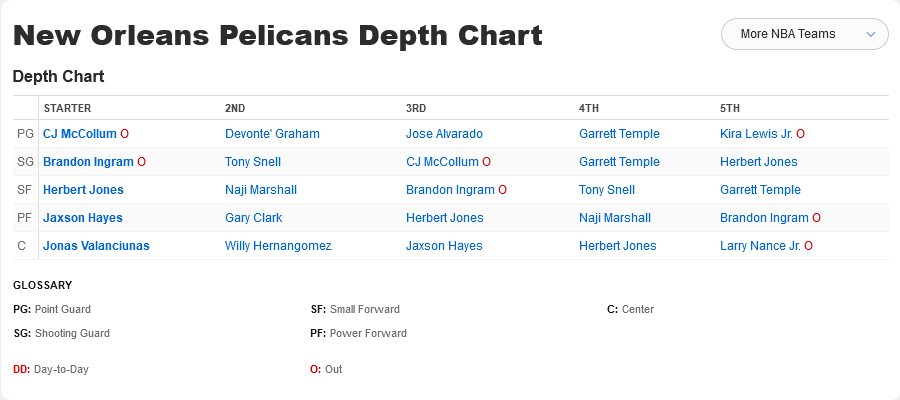 New Orleans Pelicans Depth Chart
More NBA Teams
Depth Chart
STARTER 2ND 3RD 4TH 5TH
PG CJ McCollum O Devonte' Graham Jose Alvarado Garrett Temple Kira Lewis Jr. O
SG Brandon Ingram O Tony Snell CJ McCollum O Garrett Temple Herbert Jones
SF Herbert Jones Naji Marshall Brandon Ingram O Tony Snell Garrett Temple
PF Jaxson Hayes Gary Clark Herbert Jones Naji Marshall Brandon Ingram O
C Jonas Valanciunas Willy Hernangomez Jaxson Hayes Herbert Jones Larry Nance Jr. O
GLOSSARY
PG: Point Guard SF: Small Forward C: Center
SG: Shooting Guard PF: Power Forward
DD: Day-to-Day O: Out